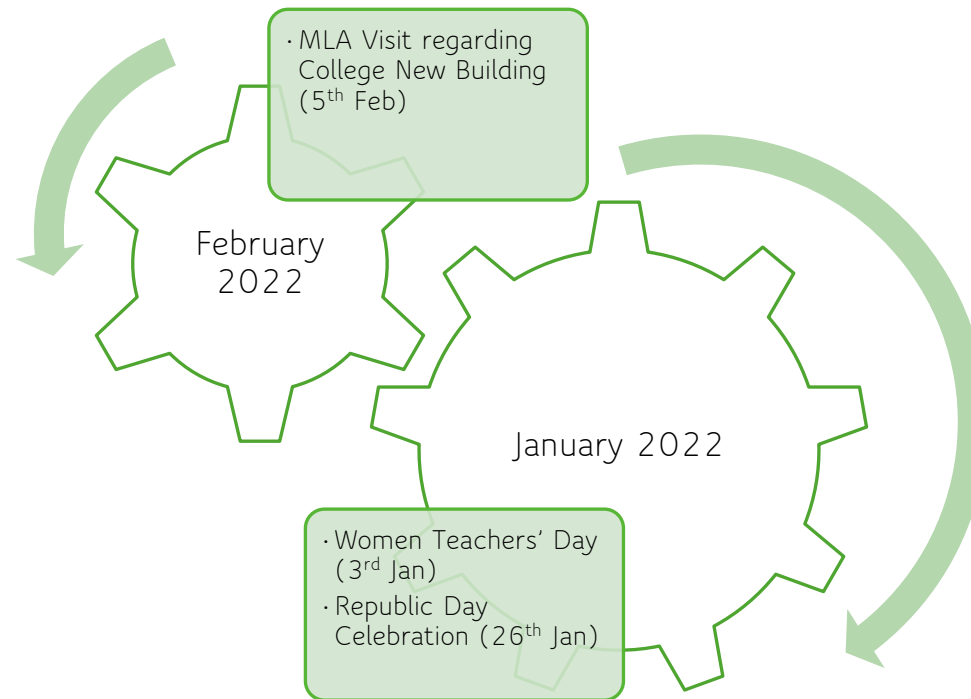 · MLA Visit regarding
College New Building
(5th Feb)
February
2022
January 2022
· Women Teachers’ Day
(3rd Jan)
· Republic Day
Celebration (26th Jan)